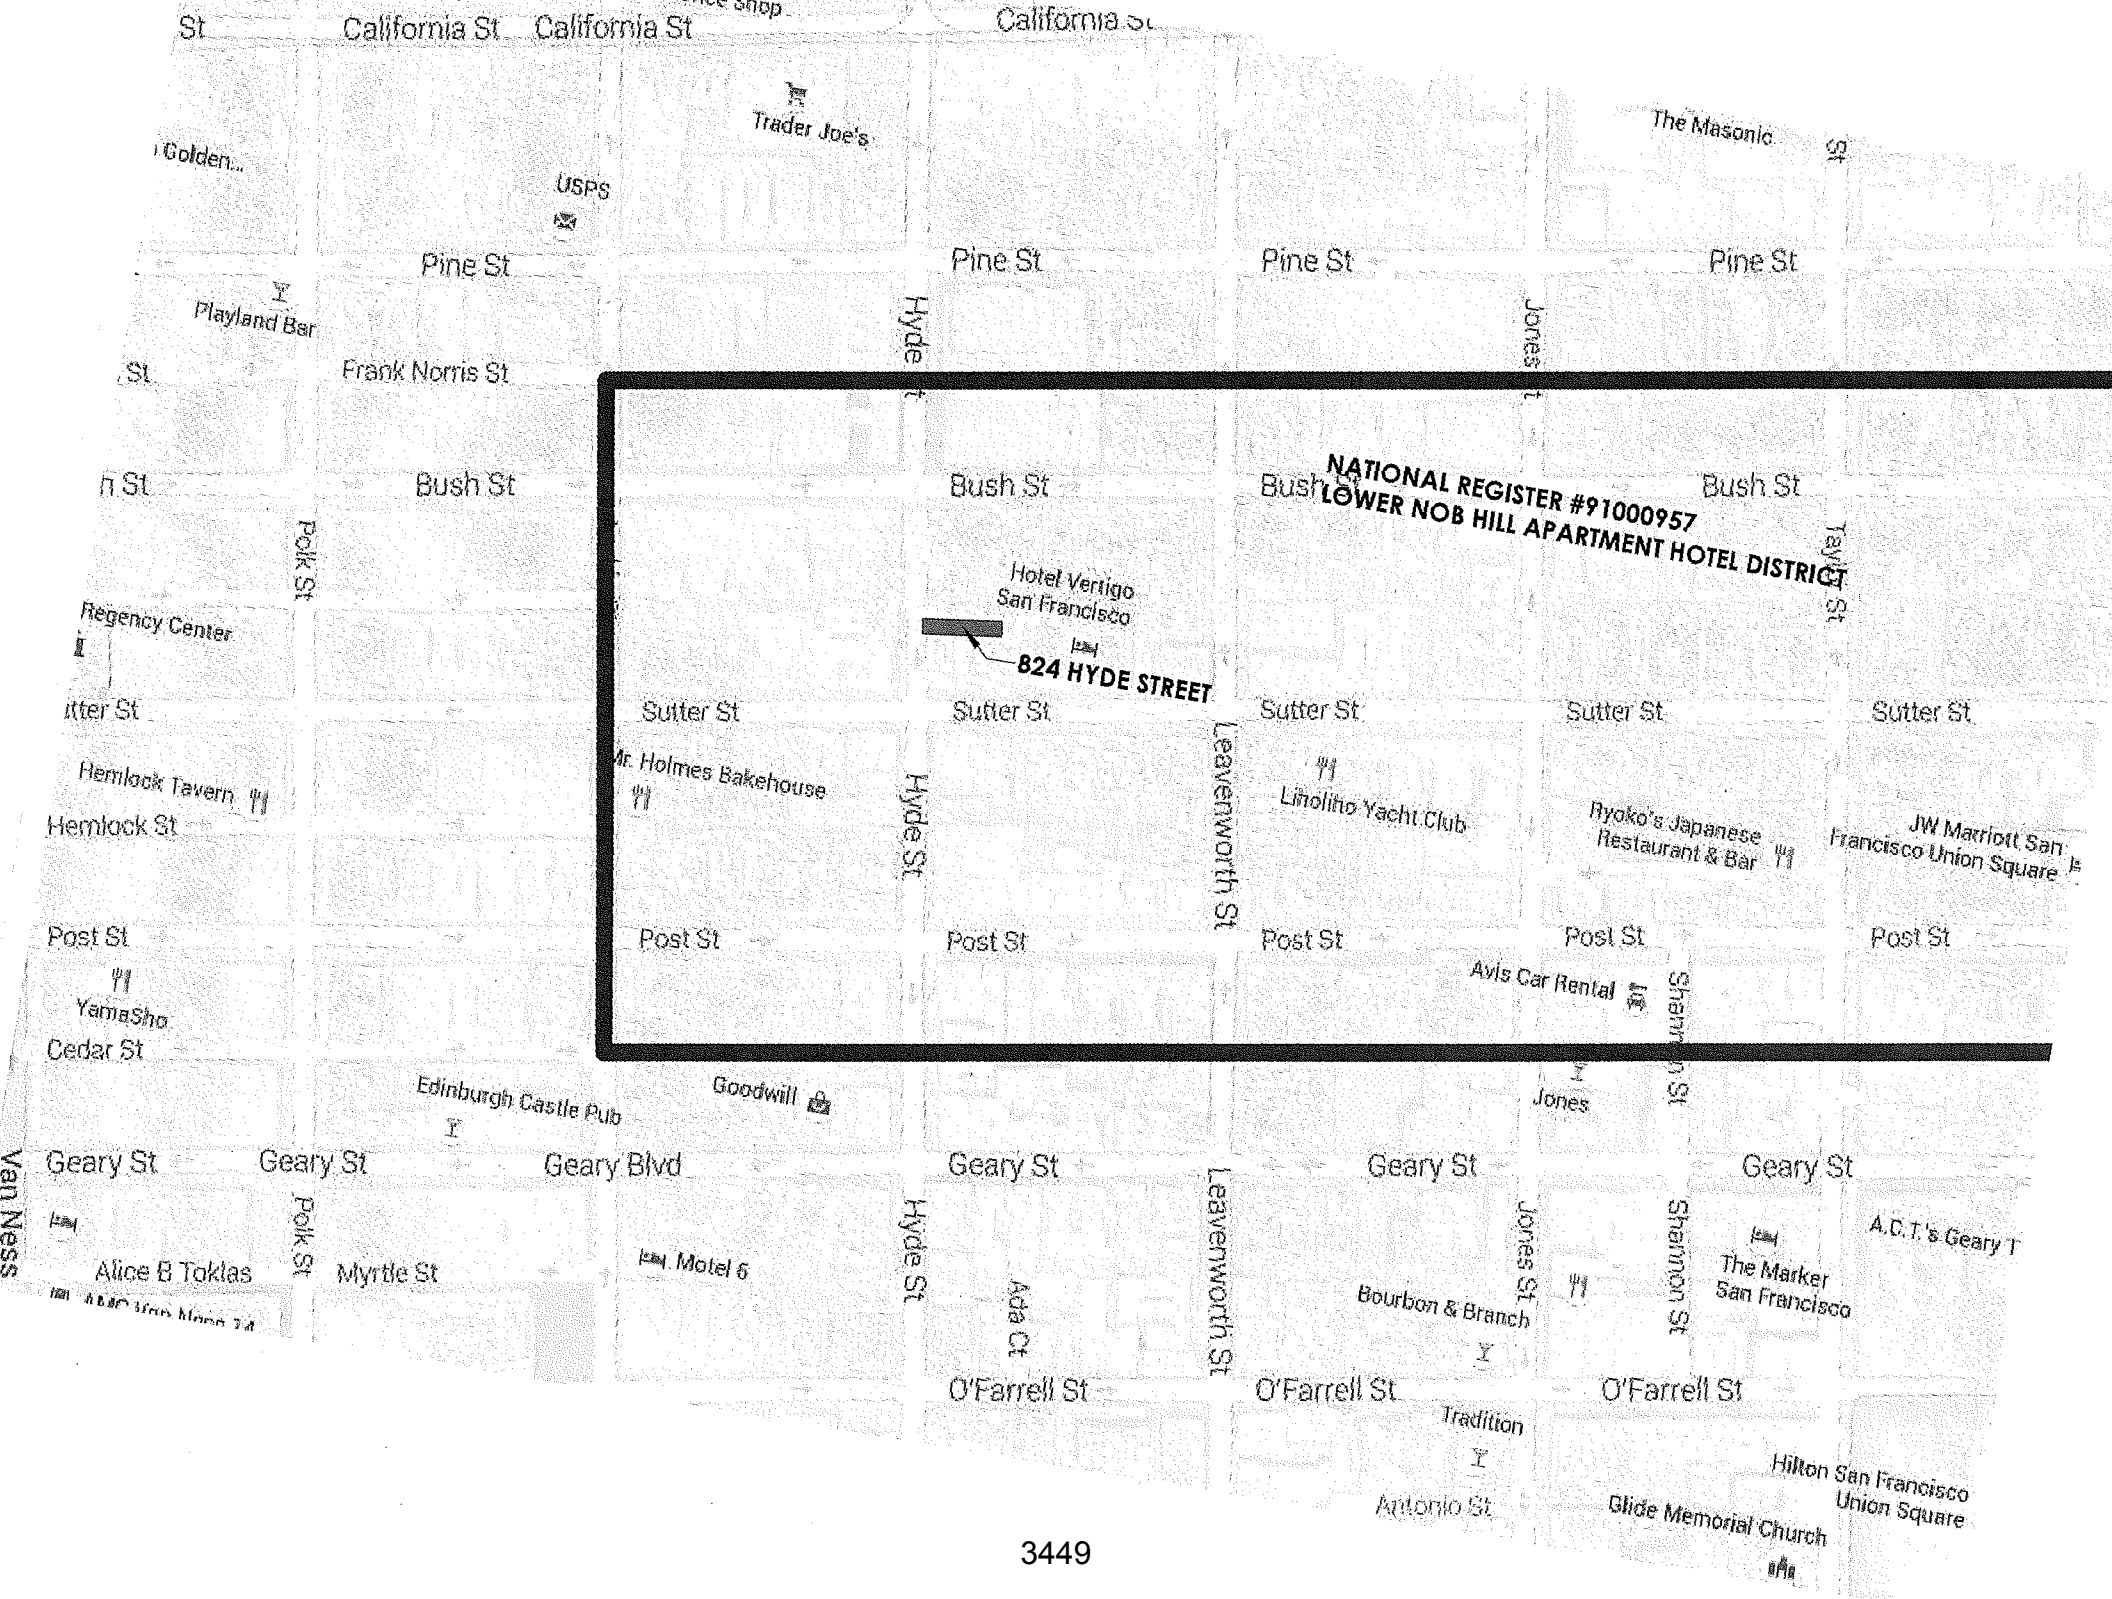 St
California St
California St
California St
Trader Joe's
The Masonic
St
Golden...
USPS
Pine St
Pine St
Pine St
Pine St
Playland Bar
Hyde
Jones
St
Frank Norris St
n St
Bush St
Bush St
Bush St
Bush St
NATIONAL REGISTER #91000957
LOWER NOB HILL APARTMENT HOTEL DISTRICT
Polk St
Taylor St
Hotel Vertigo
San Francisco
Regency Center
824 HYDE STREET
itter St
Sutter St
Sutter St
Sutter St
Sutter St
Sutter St
Mr. Holmes Bakehouse
Hyde St
Leavenworth St
Hemlock Tavern
Liholiho Yacht Club
Ryoko's Japanese
Restaurant & Bar
JW Marriott San
Francisco Union Square
Hemlock St
Post St
Post St
Post St
Post St
Post St
Post St
YamaSho
Avis Car Rental
Shannon St
Cedar St
Edinburgh Castle Pub
Goodwill
Jones
Van Ness
Geary St
Geary St
Geary Blvd
Geary St
Geary St
Geary St
Polk St
Hyde St
Leavenworth St
Jones St
Shannon St
A.C.T.'s Geary T
Alice B Toklas
Myrtle St
Motel 6
Ada Ct
The Marker
San Francisco
Bourbon & Branch
O'Farrell St
O'Farrell St
O'Farrell St
Tradition
Hilton San Francisco
Union Square
Antonio St
Glide Memorial Church
3449